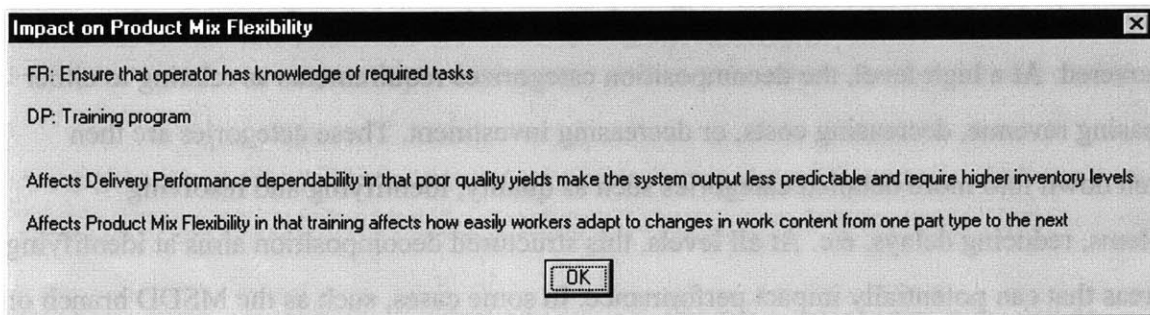 Impact on Product Mix Flexibility
FR: Ensure that operator has knowledge of required tasks
DP: Training program
Affects Delivery Performance dependability in that poor quality yields make the system output less predictable and require higher inventory levels
Affects Product Mix Flexibility in that training affects how easily workers adapt to changes in work content from one part type to the next
OK